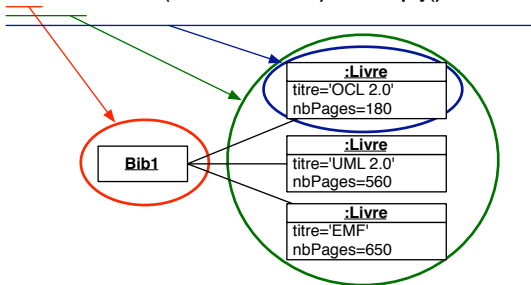 :Livre
titre='OCL 2.0'
nbPages=180
:Livre
titre='UML 2.0'
nbPages=560
Bib1
:Livre
titre='EMF'
nbPages=650